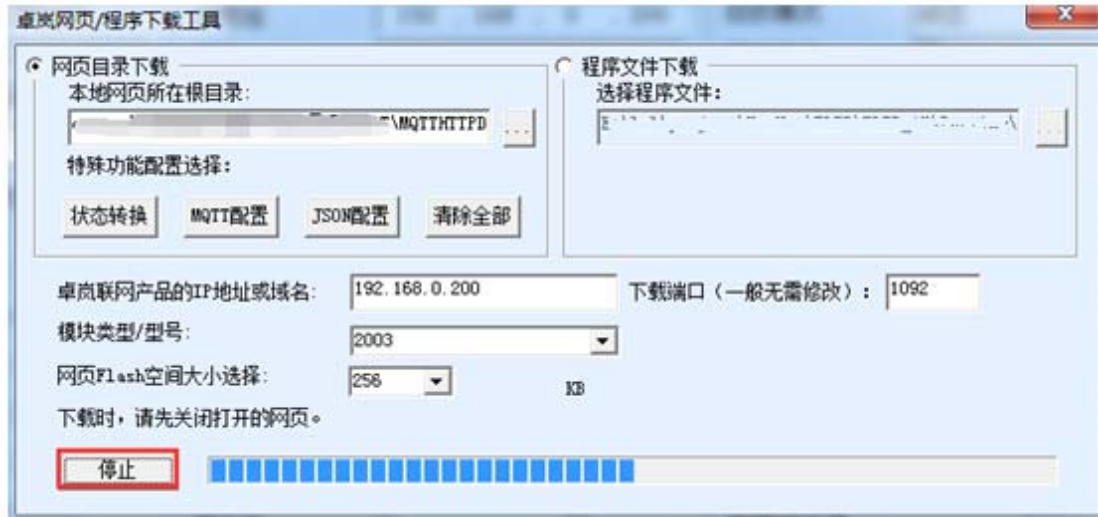 卓岚网页/程序下载工具
网页目录下载
本地网页所在根目录:
\MQTTHTTPD
...
特殊功能配置选择:
状态转换
MQTT配置
JSON配置
清除全部
程序文件下载
选择程序文件:
...
卓岚联网产品的IP地址或域名:
192.168.0.200
下载端口(一般无需修改):
1092
模块类型/型号:
2003
网页Flash空间大小选择:
256
KB
下载时,请先关闭打开的网页。
停止